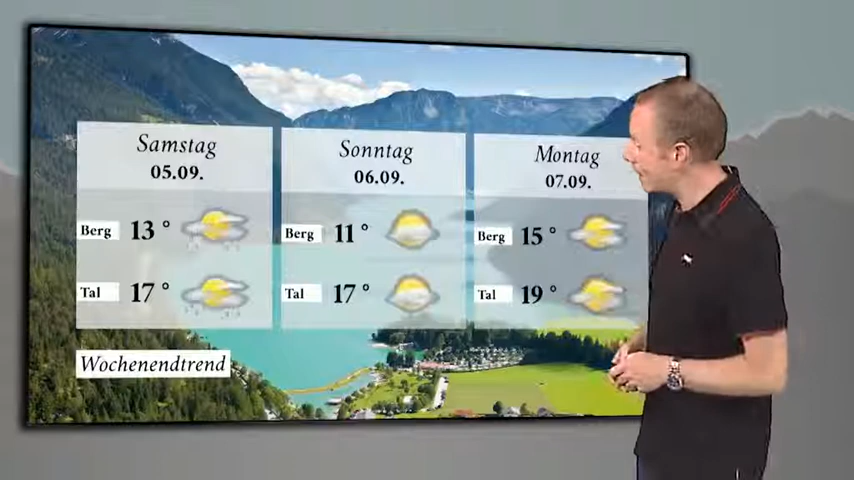 Samstag
05.09.
Berg 13°
Tal 17°
Sonntag
06.09.
Berg 11°
Tal 17°
Montag
07.09.
Berg 15°
Tal 19°
Wochenendtrend